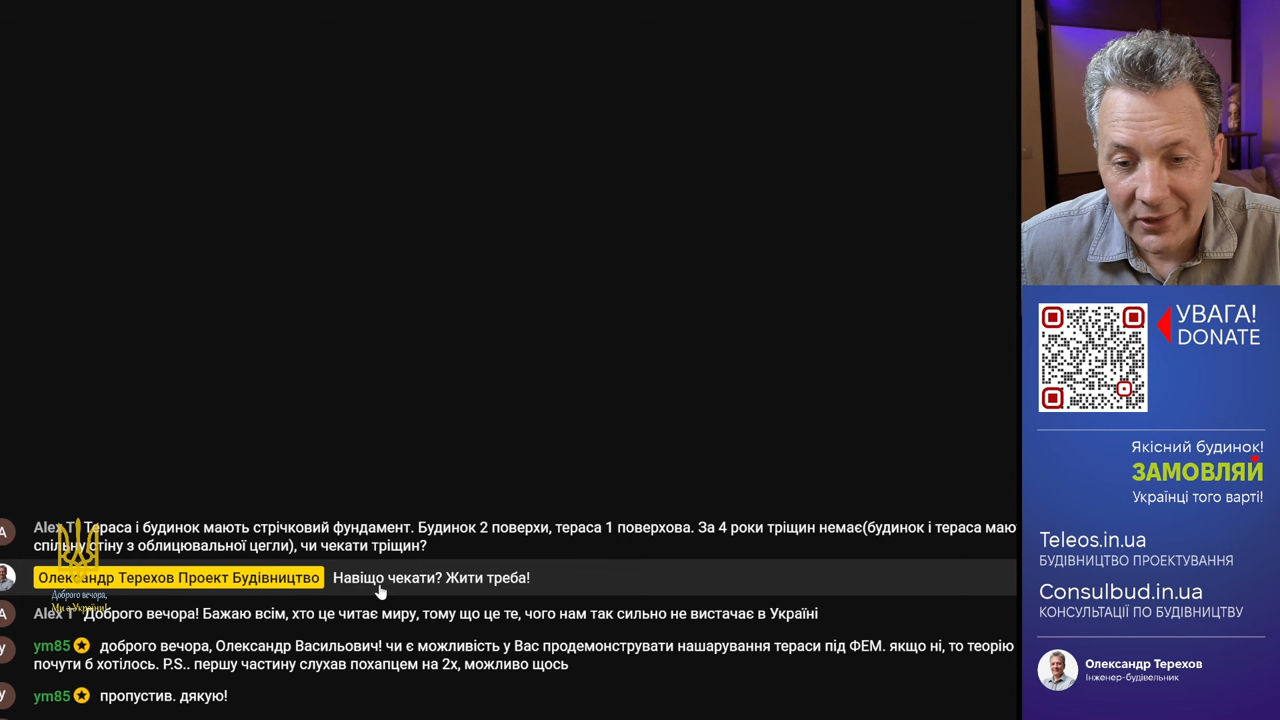 УВАГА!
DONATE
Якісний будинок!
ЗАМОВЛЯЙ
Українці того варті!
Teleos.in.ua
БУДІВНИЦТВО ПРОЕКТУВАННЯ
Consulbud.in.ua
КОНСУЛЬТАЦІЇ ПО БУДІВНИЦТВУ
Олександр Терехов
Інженер-будівельник
A Alex T Тераса і будинок мають стрічковий фундамент. Будинок 2 поверхи, тераса 1 поверхова. За 4 роки тріщин немає(будинок і тераса мають
спільну стіну з облицювальної цегли), чи чекати тріщин?
Олександр Терехов Проект Будівництво Навіщо чекати? Жити треба!
A Alex T Доброго вечора! Бажаю всім, хто це читає миру, тому що це те, чого нам так сильно не вистачає в Україні
Доброго вечора,
Ми з України!
y ym85 доброго вечора, Олександр Васильович! чи є можливість у Вас продемонструвати нашарування тераси під ФЕМ. якщо ні, то теорію
почути б хотілось. P.S.. першу частину слухав похапцем на 2х, можливо щось
y ym85 пропустив. дякую!